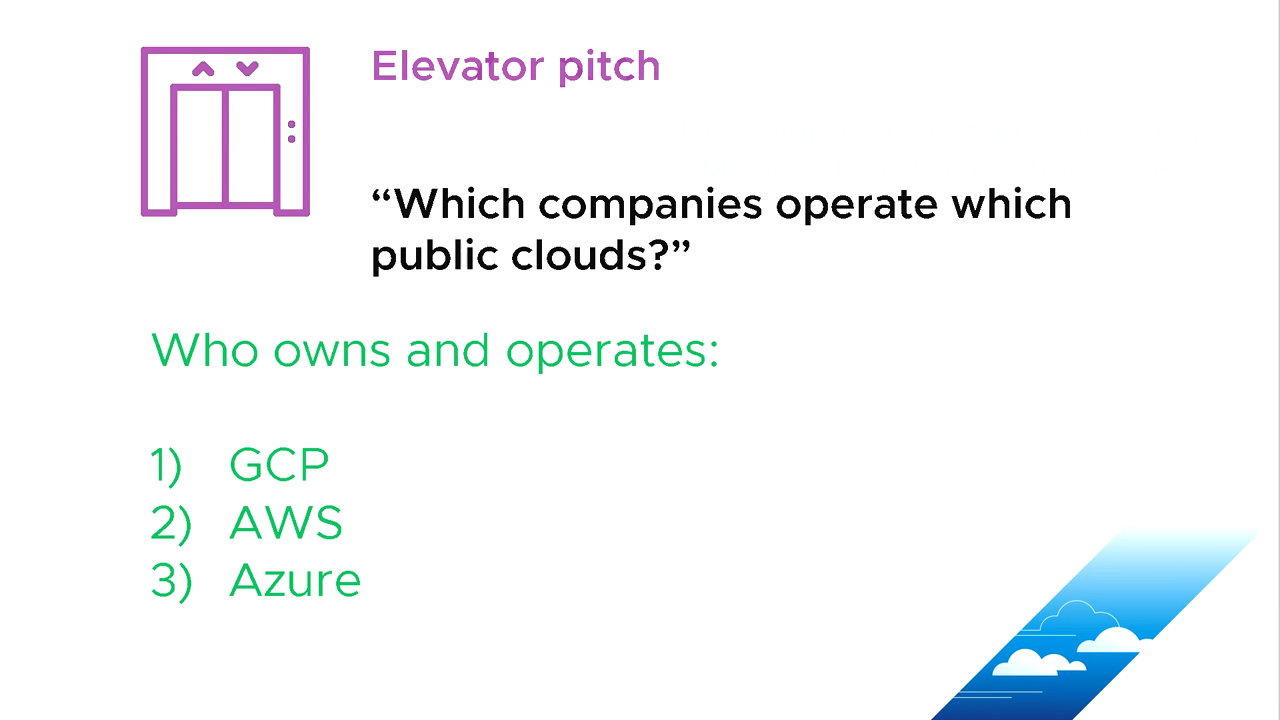 Elevator pitch
“Which companies operate which
public clouds?”
Who owns and operates:
1) GCP
2) AWS
3) Azure